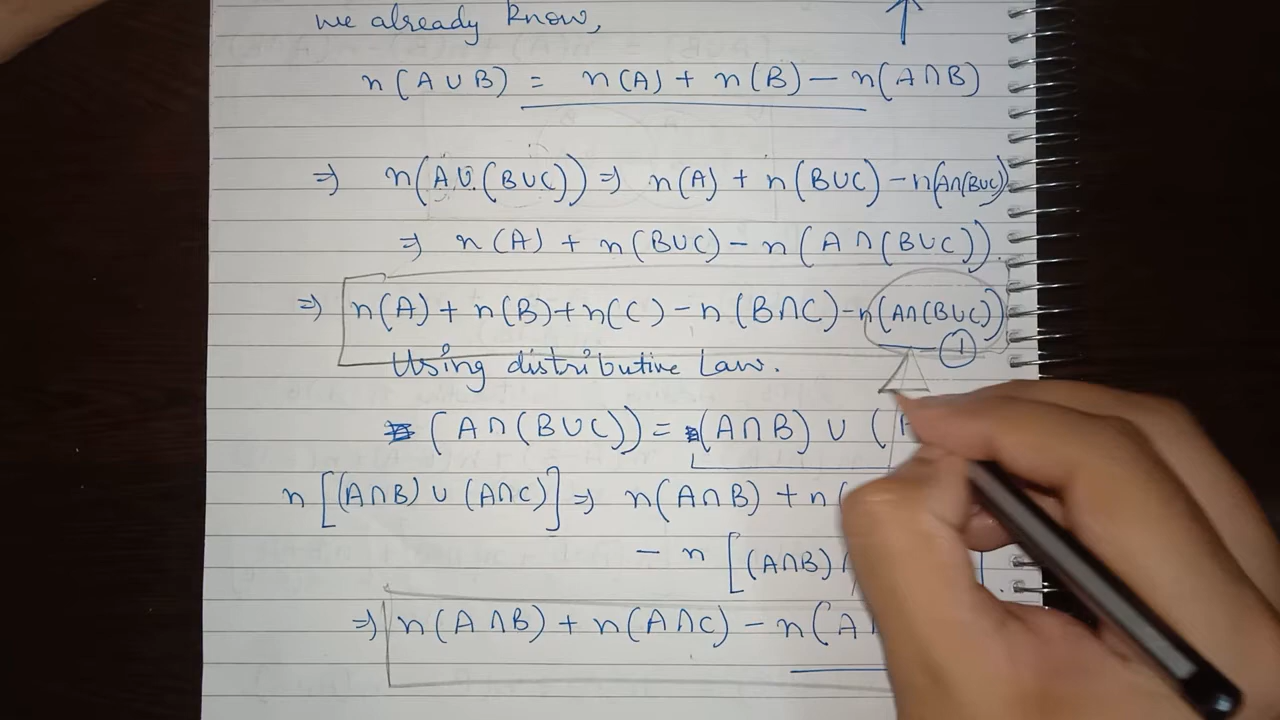 we already know,
n(A∪B) = n(A) + n(B) − n(A∩B)
⇒ n(A∪(B∪C)) ⇒ n(A) + n(B∪C) − n(A∩(B∪C))
⇒ n(A) + n(B∪C) − n(A∩(B∪C)).
⇒ n(A) + n(B) + n(C) − n(B∩C) − n(A∩(B∪C))
1
Using distributive Law.
(A∩(B∪C)) = (A∩B) ∪ (
n[(A∩B) ∪ (A∩C)] ⇒ n(A∩B) + n(
− n [(A∩B)
⇒ n(A∩B) + n(A∩C) − n(A